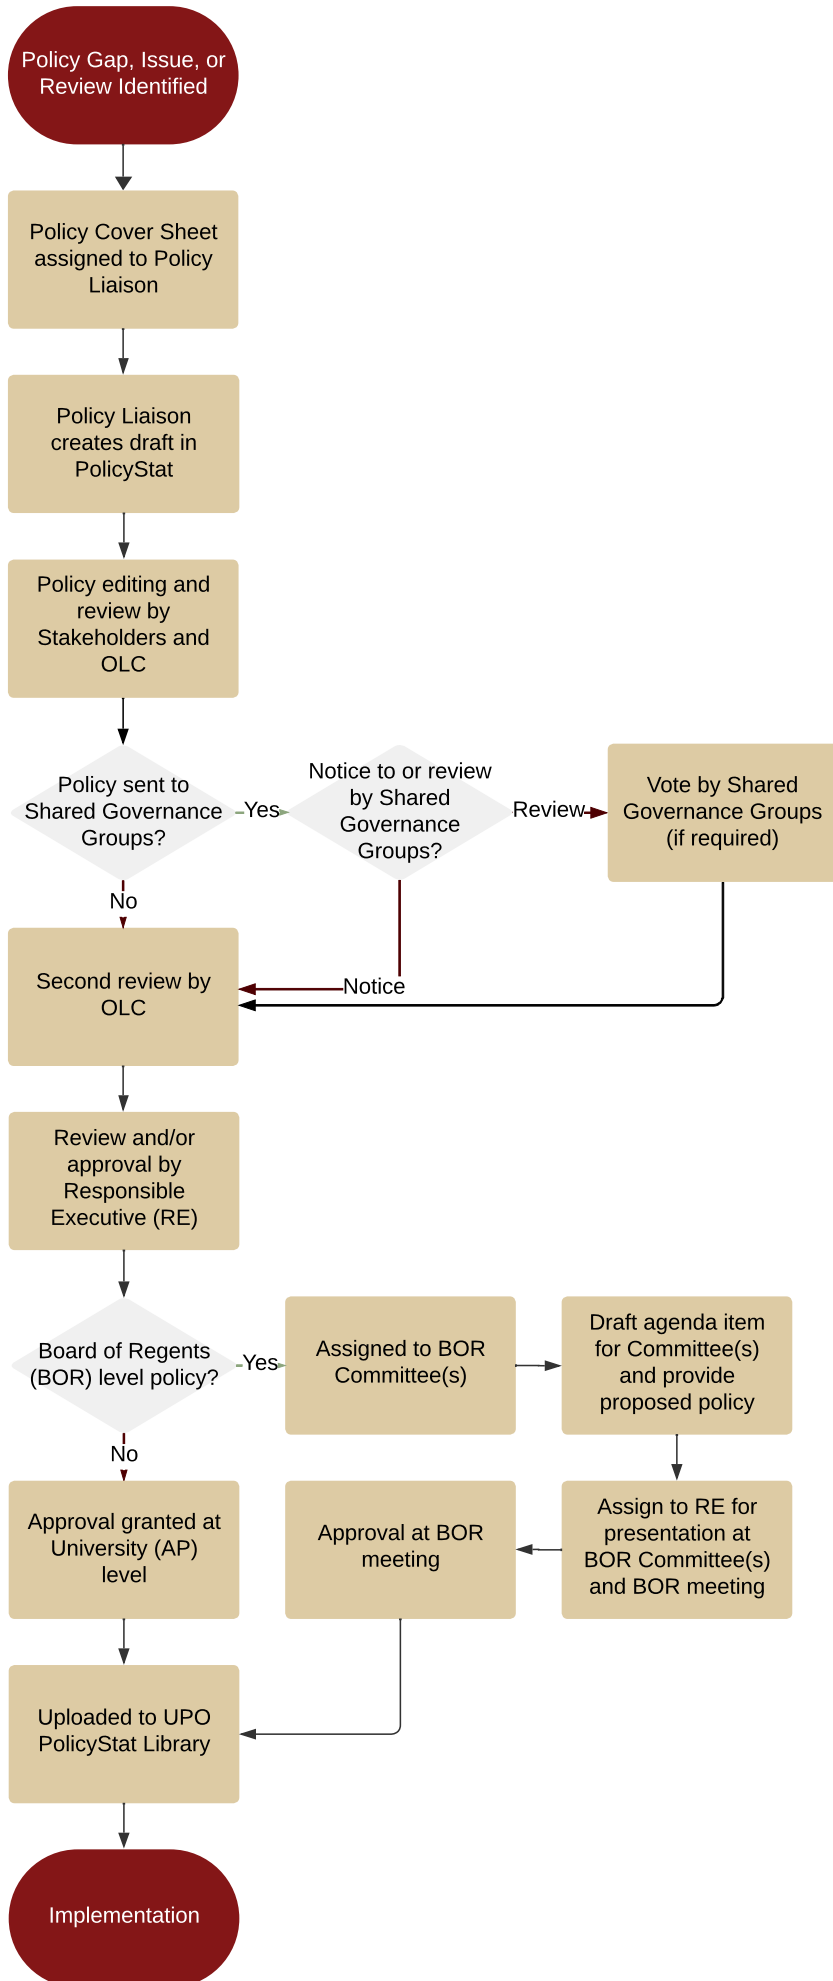 Policy Gap, Issue, or
Review Identified
Policy Cover Sheet
assigned to Policy
Liaison
Policy Liaison
creates draft in
PolicyStat
Policy editing and
review by
Stakeholders and
OLC
Policy sent to
Shared Governance
Groups?
Yes
Notice to or review
by Shared
Governance
Groups?
Review
Vote by Shared
Governance Groups
(if required)
No
Notice
Second review by
OLC
Review and/or
approval by
Responsible
Executive (RE)
Board of Regents
(BOR) level policy?
Yes
Assigned to BOR
Committee(s)
Draft agenda item
for Committee(s)
and provide
proposed policy
No
Approval granted at
University (AP)
level
Approval at BOR
meeting
Assign to RE for
presentation at
BOR Committee(s)
and BOR meeting
Uploaded to UPO
PolicyStat Library
Implementation